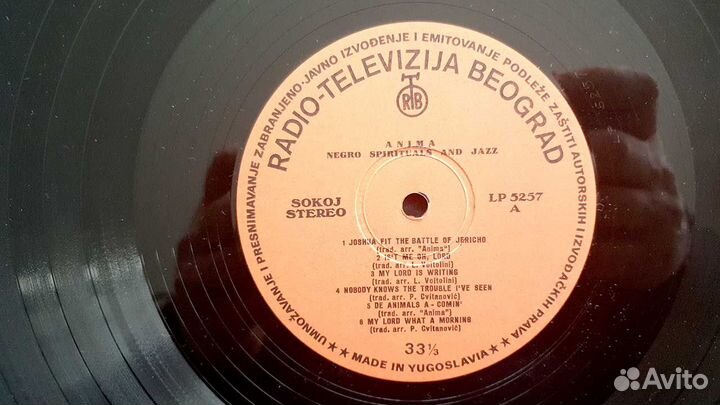 UMNOŽAVANJE I PRESNIMAVANJE ZABRANJENO-JAVNO IZVOĐENJE I EMITOVANJE PODLEŽE ZAŠTITI AUTORSKIH I IZVOĐAČKIH PRAVA
RADIO-TELEVIZIJA BEOGRAD
RTB
ANIMA
NEGRO SPIRITUALS AND JAZZ
SOKOJ
STEREO
LP 5257
A
1 JOSHUA FIT THE BATTLE OF JERICHO
(trad. arr. "Anima")
2 IS'T ME OH, LORD
(trad. arr. L. Voltolini)
3 MY LORD IS WRITING
(trad. arr. L. Voltolini)
4 NOBODY KNOWS THE TROUBLE I'VE SEEN
(trad. arr. P. Cvitanović)
5 DE ANIMALS A - COMIN'
(trad. arr. "Anima")
6 MY LORD WHAT A MORNING
(trad. arr. P. Cvitanović)
33 1/3
★ MADE IN YUGOSLAVIA ★
Avito